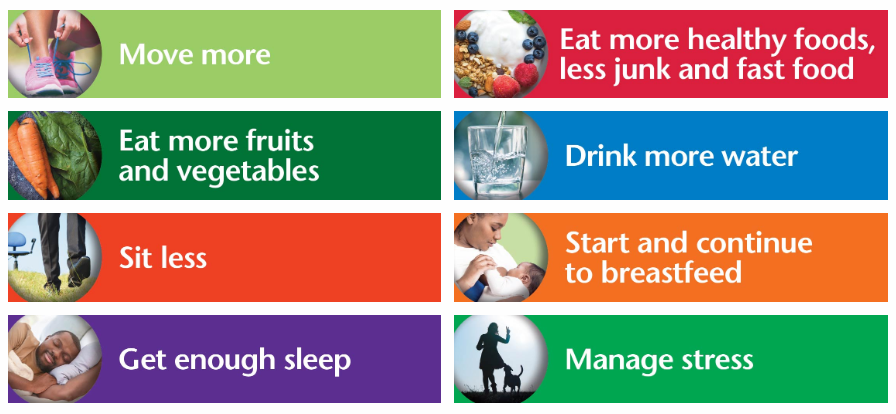 Move more
Eat more healthy foods,
less junk and fast food
Eat more fruits
and vegetables
Drink more water
Sit less
Start and continue
to breastfeed
Get enough sleep
Manage stress